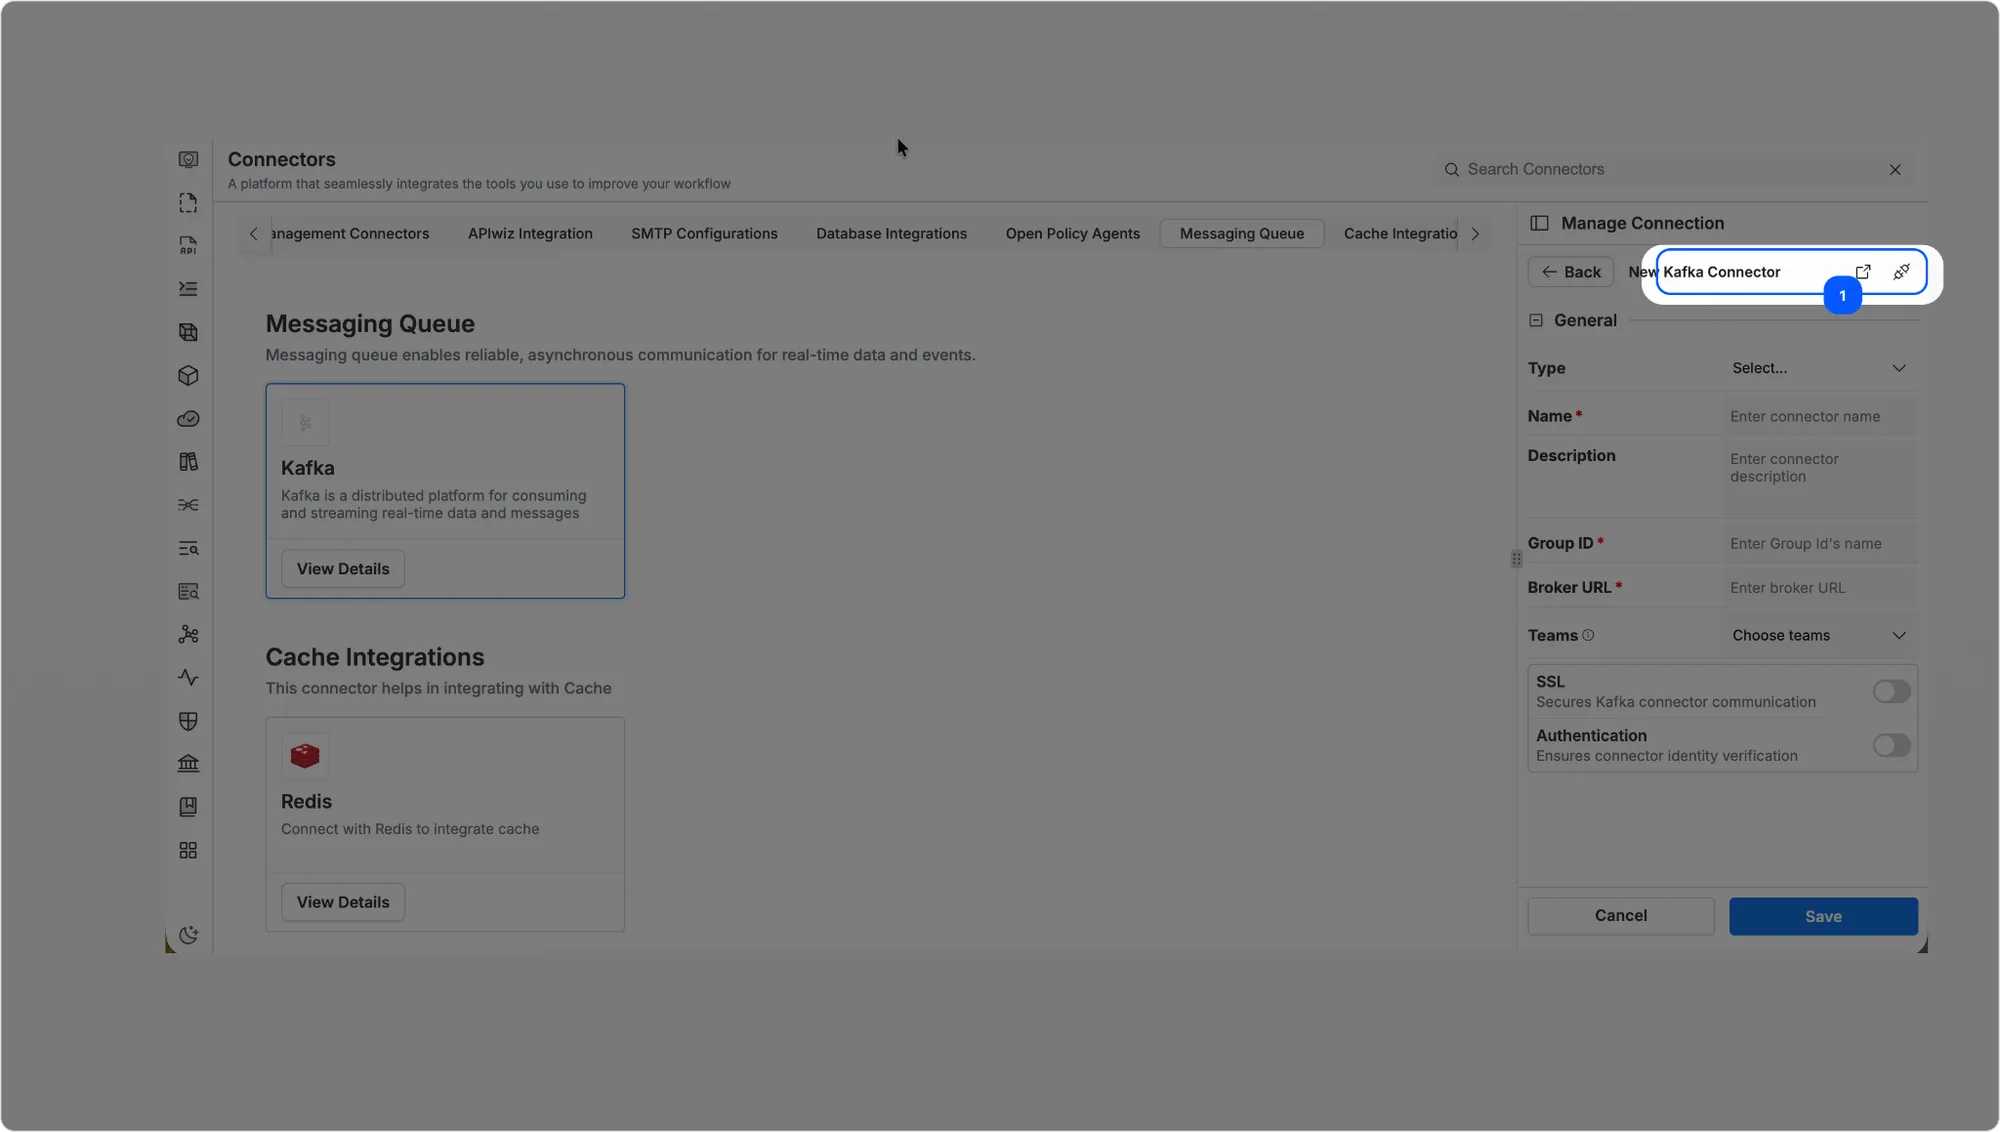 Connectors
A platform that seamlessly integrates the tools you use to improve your workflow
Search Connectors
anagement Connectors
APIwiz Integration
SMTP Configurations
Database Integrations
Open Policy Agents
Messaging Queue
Cache Integratio
Manage Connection
Back
New Kafka Connector
1
General
Type
Select...
Name *
Enter connector name
Description
Enter connector
description
Group ID *
Enter Group Id's name
Broker URL *
Enter broker URL
Teams
Choose teams
SSL
Secures Kafka connector communication
Authentication
Ensures connector identity verification
Cancel
Save
Messaging Queue
Messaging queue enables reliable, asynchronous communication for real-time data and events.
Kafka
Kafka is a distributed platform for consuming
and streaming real-time data and messages
View Details
Cache Integrations
This connector helps in integrating with Cache
Redis
Connect with Redis to integrate cache
View Details
API